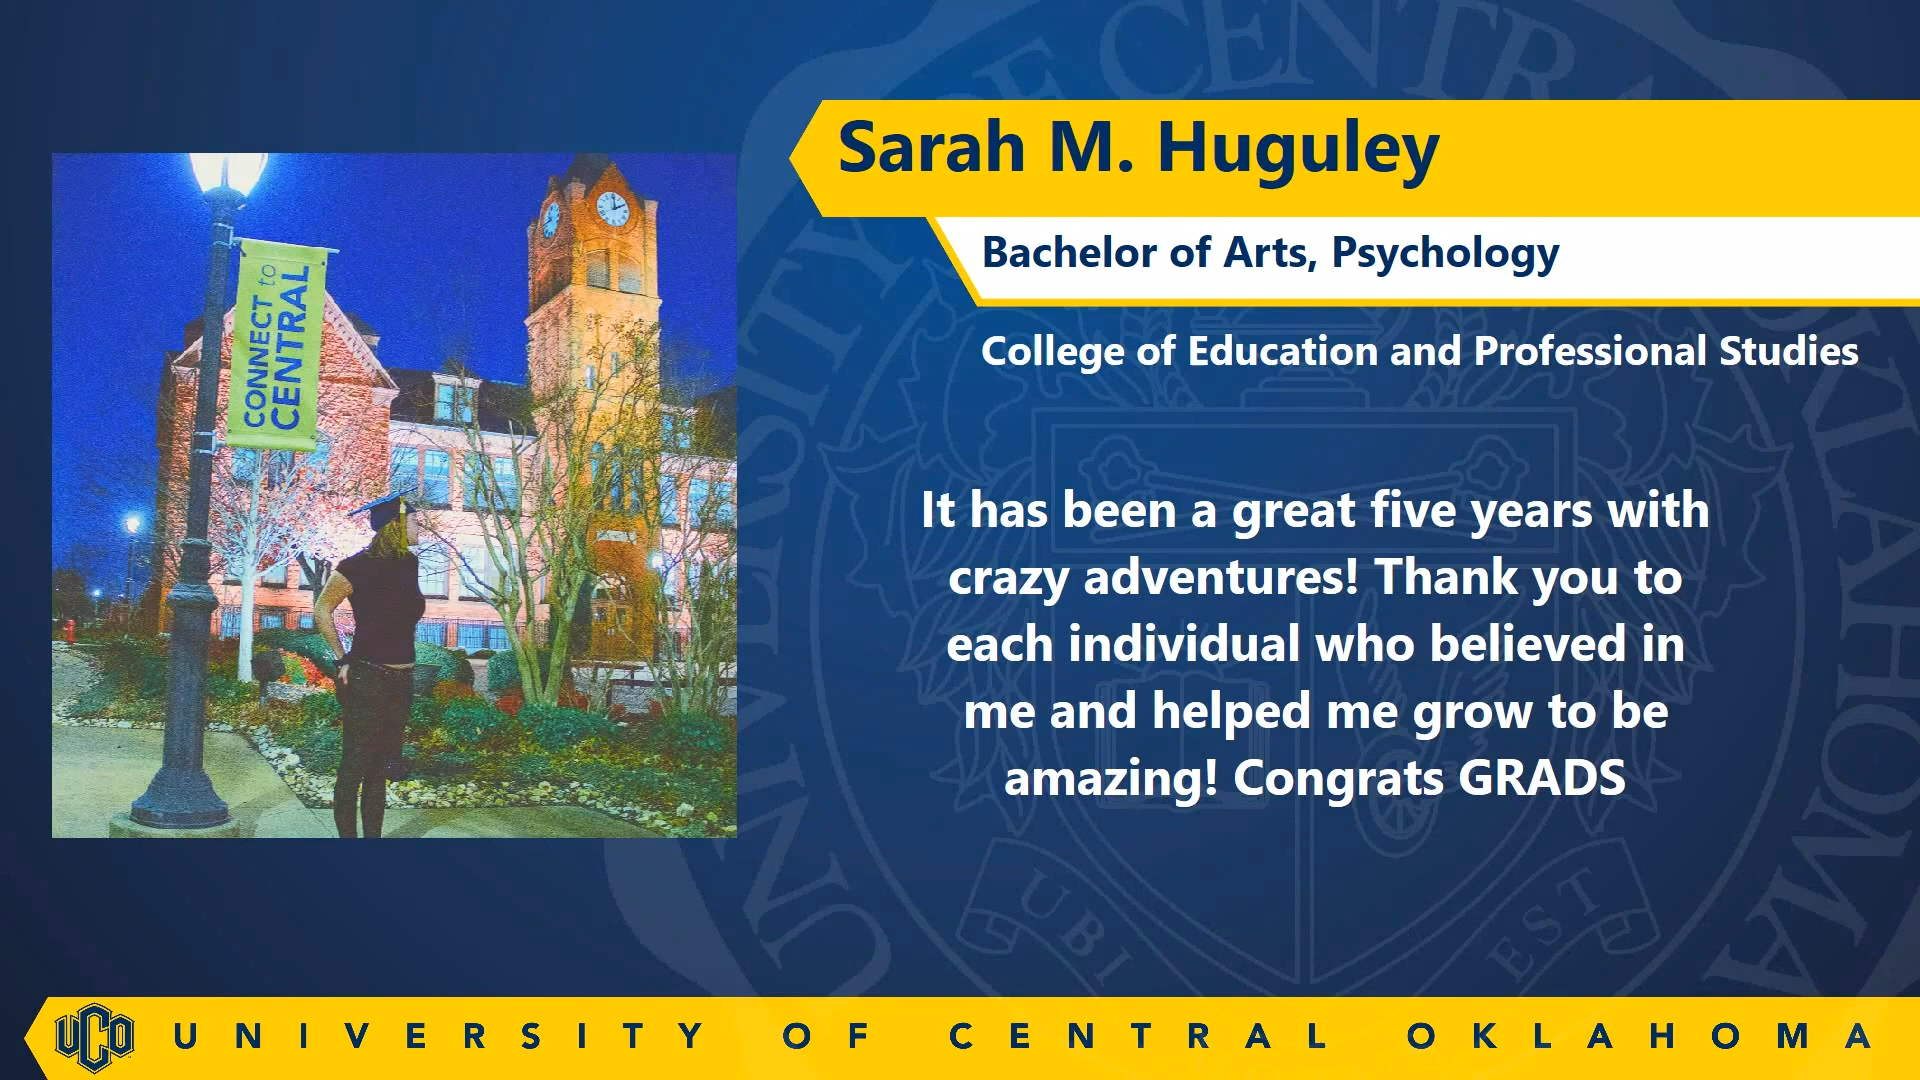 Sarah M. Huguley
Bachelor of Arts, Psychology
College of Education and Professional Studies
CONNECT to
CENTRAL
It has been a great five years with
crazy adventures! Thank you to
each individual who believed in
me and helped me grow to be
amazing! Congrats GRADS
UBI EST
UCO UNIVERSITY OF CENTRAL OKLAHOMA